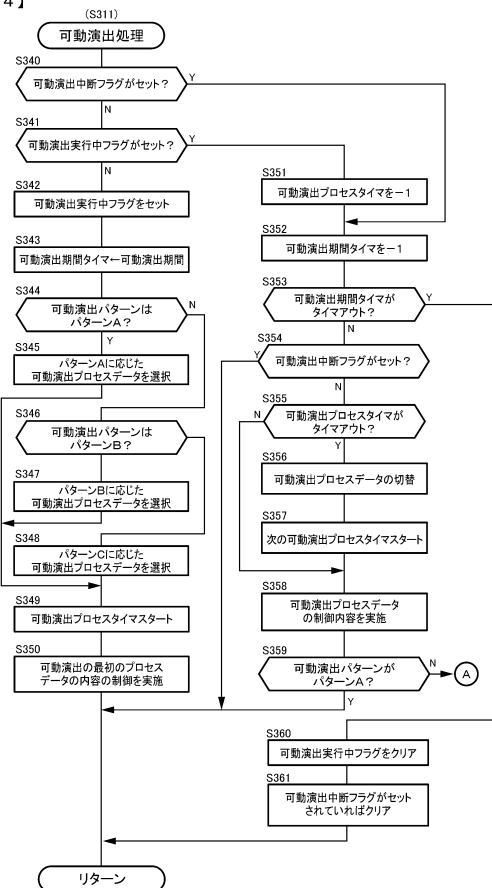 4】
(S311)
可動演出処理
S340
可動演出中断フラグがセット？
Y
N
S341
可動演出実行中フラグがセット？
Y
N
S342
可動演出実行中フラグをセット
S343
可動演出期間タイマ←可動演出期間
S344
可動演出パターンは
パターンA？
N
Y
S345
パターンAに応じた
可動演出プロセスデータを選択
S346
可動演出パターンは
パターンB？
S347
パターンBに応じた
可動演出プロセスデータを選択
S348
パターンCに応じた
可動演出プロセスデータを選択
S349
可動演出プロセスタイマスタート
S350
可動演出の最初のプロセス
データの内容の制御を実施
S351
可動演出プロセスタイマを－1
S352
可動演出期間タイマを－1
S353
可動演出期間タイマが
タイマアウト？
Y
N
S354
Y
可動演出中断フラグがセット？
N
S355
N
可動演出プロセスタイマが
タイマアウト？
Y
S356
可動演出プロセスデータの切替
S357
次の可動演出プロセスタイマスタート
S358
可動演出プロセスデータ
の制御内容を実施
S359
可動演出パターンが
パターンA？
N
A
Y
S360
可動演出実行中フラグをクリア
S361
可動演出中断フラグがセット
されていればクリア
リターン